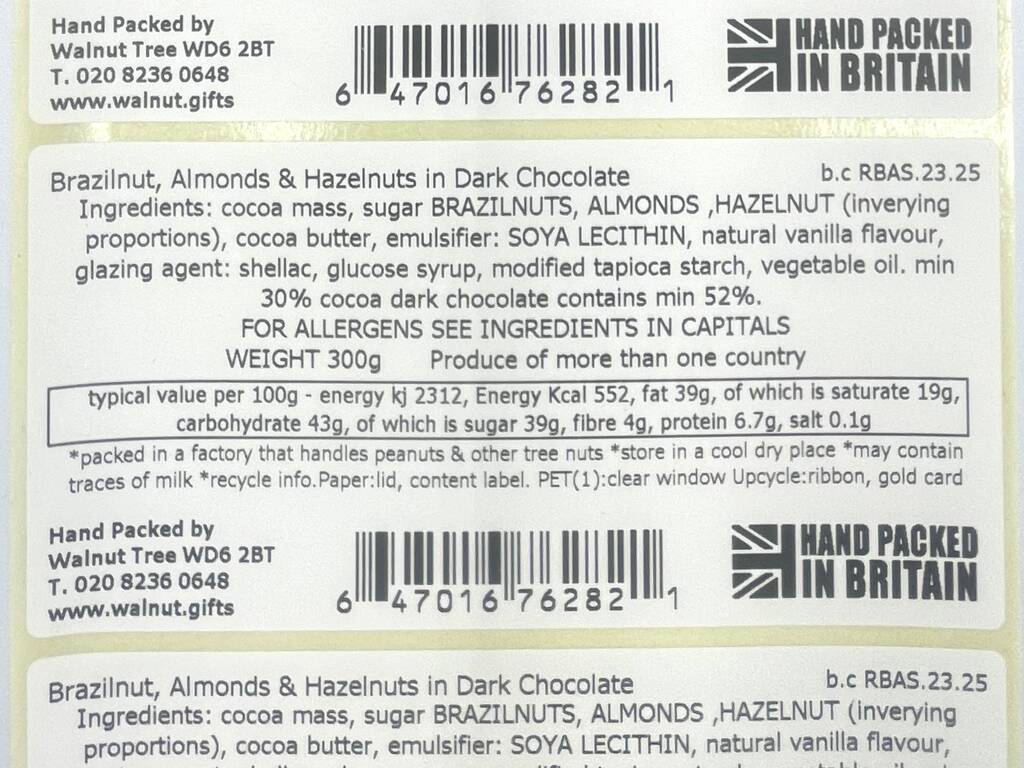 Hand Packed by
Walnut Tree WD6 2BT
T. 020 8236 0648
www.walnut.gifts
6 47016 76282 1
HAND PACKED
IN BRITAIN
Brazilnut, Almonds & Hazelnuts in Dark Chocolate
b.c RBAS.23.25
Ingredients: cocoa mass, sugar BRAZILNUTS, ALMONDS ,HAZELNUT (inverying
proportions), cocoa butter, emulsifier: SOYA LECITHIN, natural vanilla flavour,
glazing agent: shellac, glucose syrup, modified tapioca starch, vegetable oil. min
30% cocoa dark chocolate contains min 52%.
FOR ALLERGENS SEE INGREDIENTS IN CAPITALS
WEIGHT 300g Produce of more than one country
typical value per 100g - energy kj 2312, Energy Kcal 552, fat 39g, of which is saturate 19g,
carbohydrate 43g, of which is sugar 39g, fibre 4g, protein 6.7g, salt 0.1g
*packed in a factory that handles peanuts & other tree nuts *store in a cool dry place *may contain
traces of milk *recycle info.Paper:lid, content label. PET(1):clear window Upcycle:ribbon, gold card
Hand Packed by
Walnut Tree WD6 2BT
T. 020 8236 0648
www.walnut.gifts
6 47016 76282 1
HAND PACKED
IN BRITAIN
Brazilnut, Almonds & Hazelnuts in Dark Chocolate
b.c RBAS.23.25
Ingredients: cocoa mass, sugar BRAZILNUTS, ALMONDS ,HAZELNUT (inverying
proportions), cocoa butter, emulsifier: SOYA LECITHIN, natural vanilla flavour,